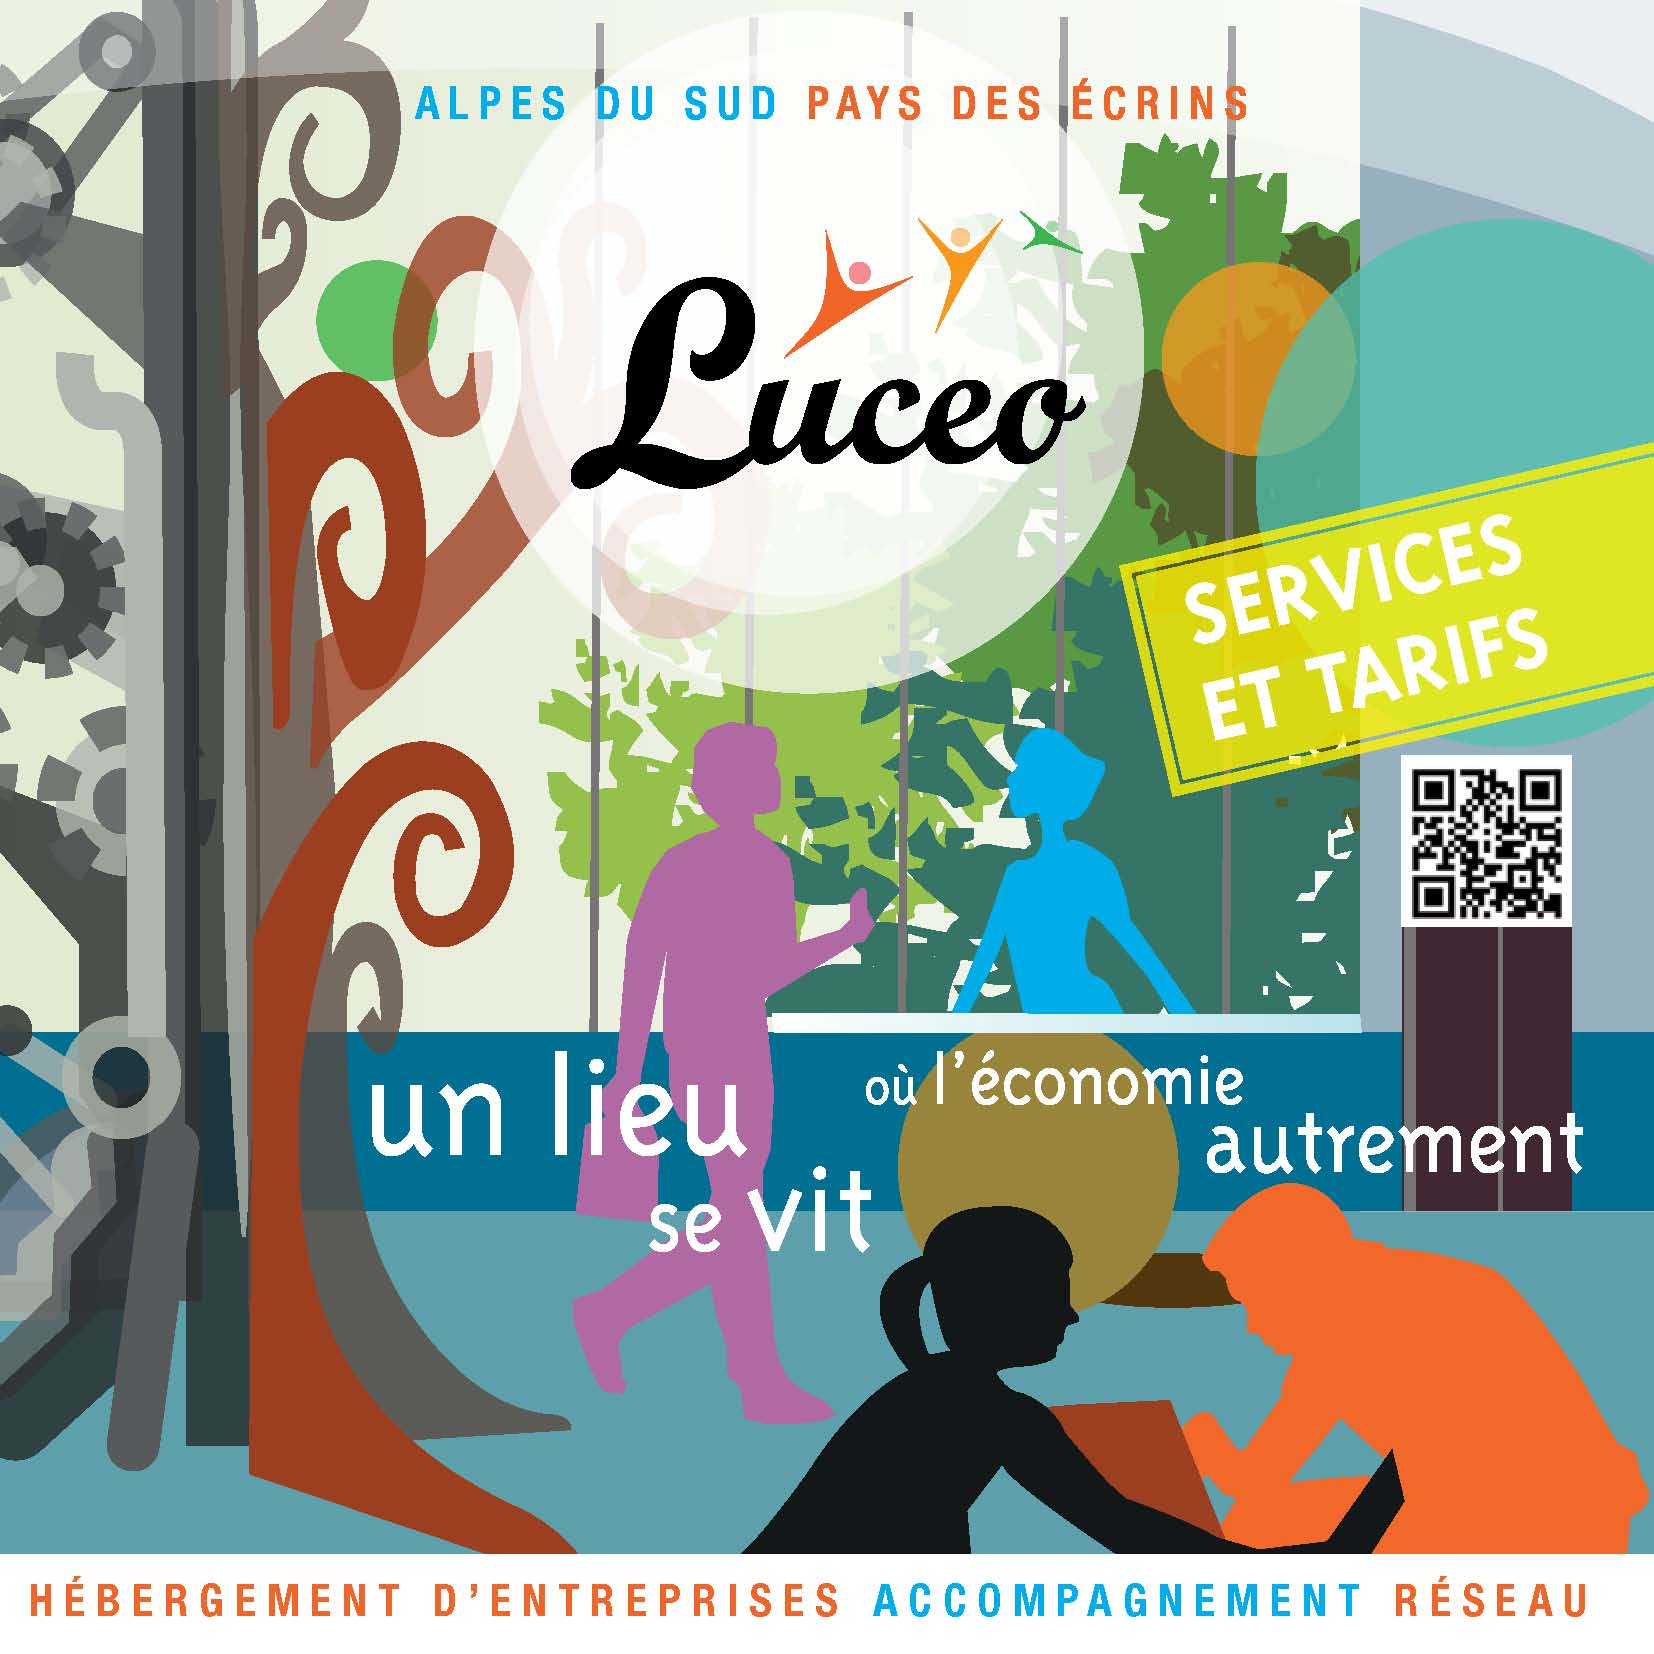 ALPES DU SUD PAYS DES ÉCRINS
Luceo
SERVICES
ET TARIFS
un lieu
où l'économie
autrement
se vit
HÉBERGEMENT D'ENTREPRISES ACCOMPAGNEMENT RÉSEAU